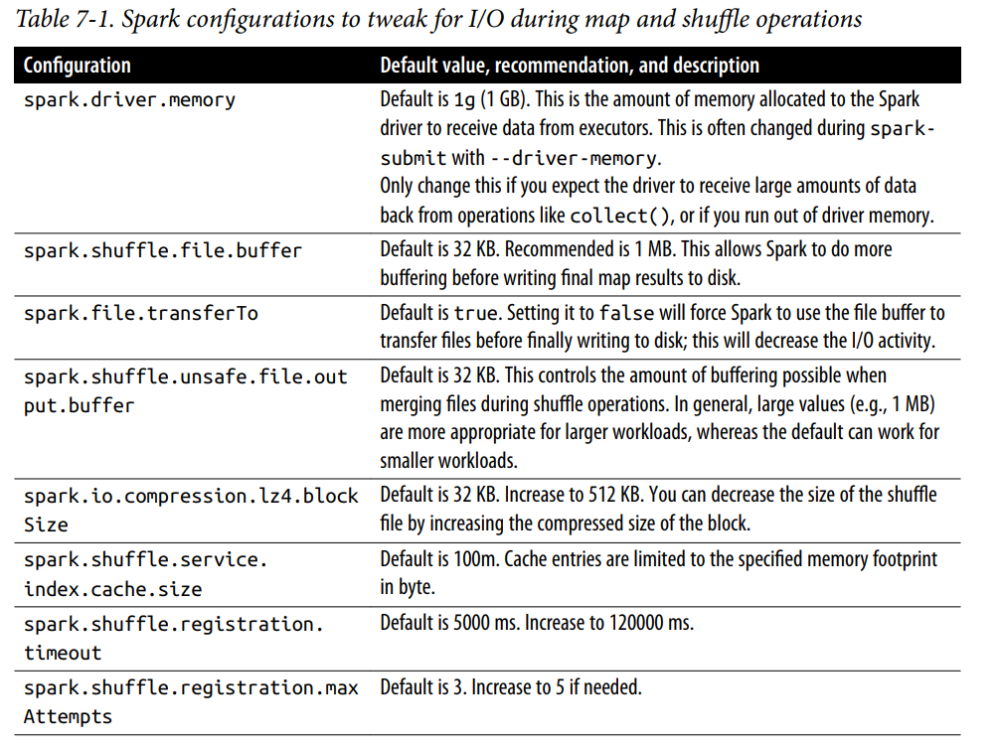 Table 7-1. Spark configurations to tweak for I/O during map and shuffle operations
Configuration
Default value, recommendation, and description
spark.driver.memory
Default is 1g (1 GB). This is the amount of memory allocated to the Spark
driver to receive data from executors. This is often changed during spark-
submit with --driver-memory.
Only change this if you expect the driver to receive large amounts of data
back from operations like collect(), or if you run out of driver memory.
spark.shuffle.file.buffer
Default is 32 KB. Recommended is 1 MB. This allows Spark to do more
buffering before writing final map results to disk.
spark.file.transferTo
Default is true. Setting it to false will force Spark to use the file buffer to
transfer files before finally writing to disk; this will decrease the I/O activity.
spark.shuffle.unsafe.file.out
put.buffer
Default is 32 KB. This controls the amount of buffering possible when
merging files during shuffle operations. In general, large values (e.g., 1 MB)
are more appropriate for larger workloads, whereas the default can work for
smaller workloads.
spark.io.compression.lz4.block
Size
Default is 32 KB. Increase to 512 KB. You can decrease the size of the shuffle
file by increasing the compressed size of the block.
spark.shuffle.service.
index.cache.size
Default is 100m. Cache entries are limited to the specified memory footprint
in byte.
spark.shuffle.registration.
timeout
Default is 5000 ms. Increase to 120000 ms.
spark.shuffle.registration.max
Attempts
Default is 3. Increase to 5 if needed.